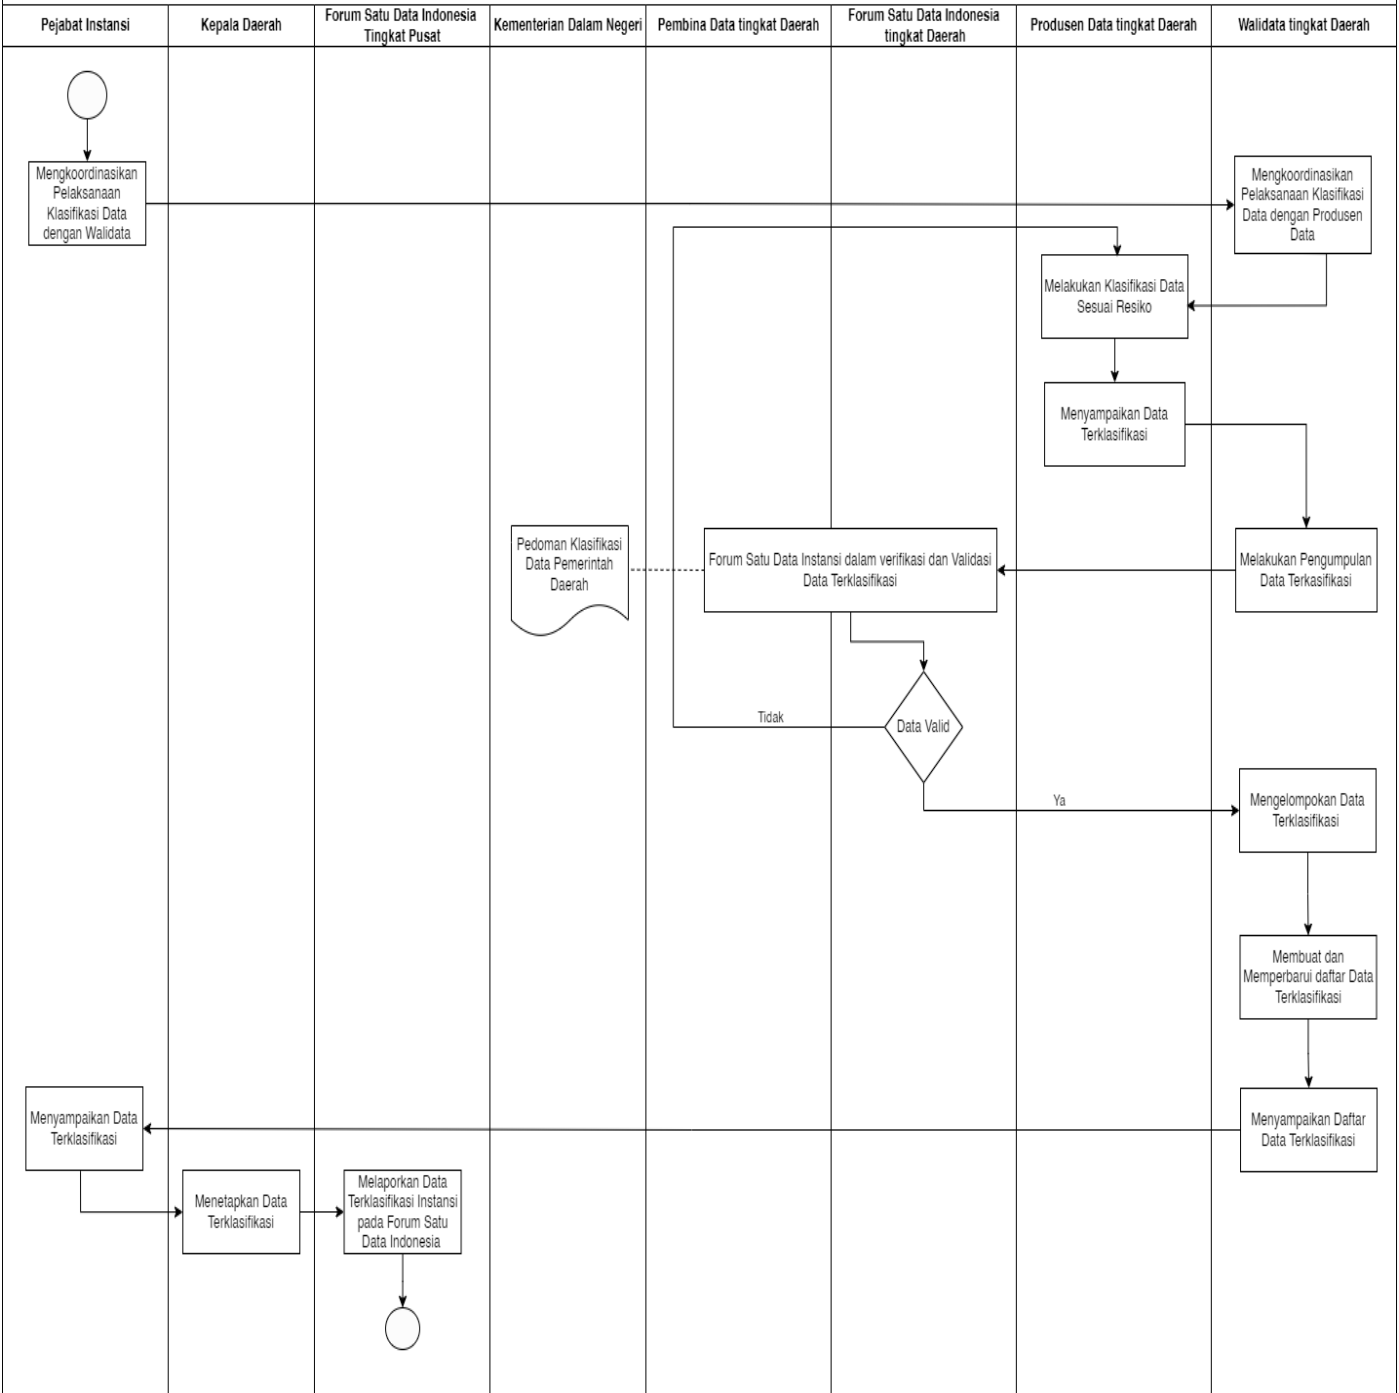 Pejabat Instansi
Kepala Daerah
Forum Satu Data Indonesia
Tingkat Pusat
Kementerian Dalam Negeri
Pembina Data tingkat Daerah
Forum Satu Data Indonesia
tingkat Daerah
Produsen Data tingkat Daerah
Walidata tingkat Daerah
Mengkoordinasikan
Pelaksanaan
Klasifikasi Data
dengan Walidata
Mengkoordinasikan
Pelaksanaan Klasifikasi
Data dengan Produsen
Data
Melakukan Klasifikasi Data
Sesuai Resiko
Menyampaikan Data
Terklasifikasi
Pedoman Klasifikasi
Data Pemerintah
Daerah
Forum Satu Data Instansi dalam verifikasi dan Validasi
Data Terklasifikasi
Melakukan Pengumpulan
Data Terkasifikasi
Data Valid
Tidak
Ya
Mengelompokan Data
Terklasifikasi
Membuat dan
Memperbarui daftar Data
Terklasifikasi
Menyampaikan Daftar
Data Terklasifikasi
Menyampaikan Data
Terklasifikasi
Menetapkan Data
Terklasifikasi
Melaporkan Data
Terklasifikasi Instansi
pada Forum Satu
Data Indonesia